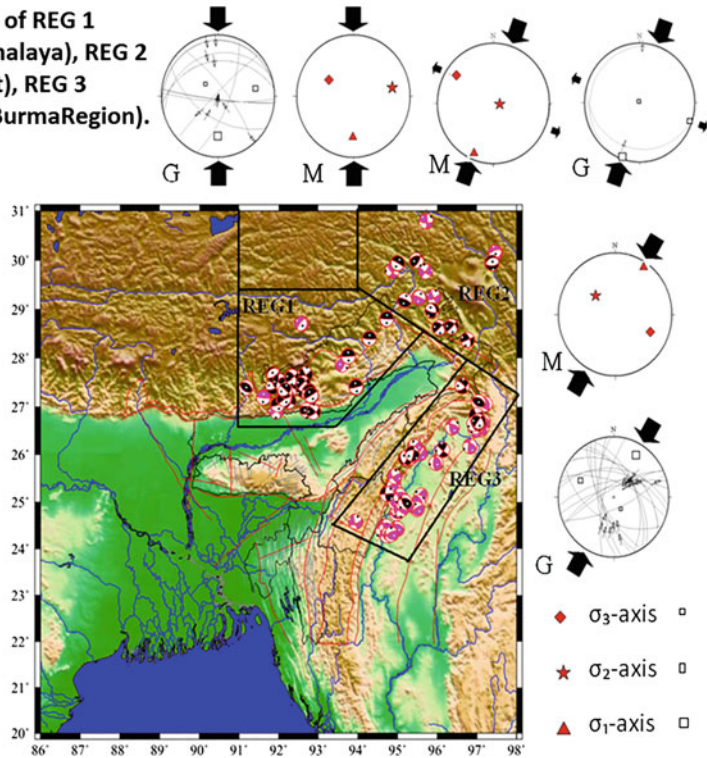 of REG 1
malaya), REG 2
t), REG 3
BurmaRegion).
G
M
N
M
N
G
31˚
30˚
29˚
28˚
27˚
26˚
25˚
24˚
23˚
22˚
21˚
20˚
86˚ 87˚ 88˚ 89˚ 90˚ 91˚ 92˚ 93˚ 94˚ 95˚ 96˚ 97˚ 98˚
REG1
REG2
REG3
N
M
N
G
σ3-axis
σ2-axis
σ1-axis